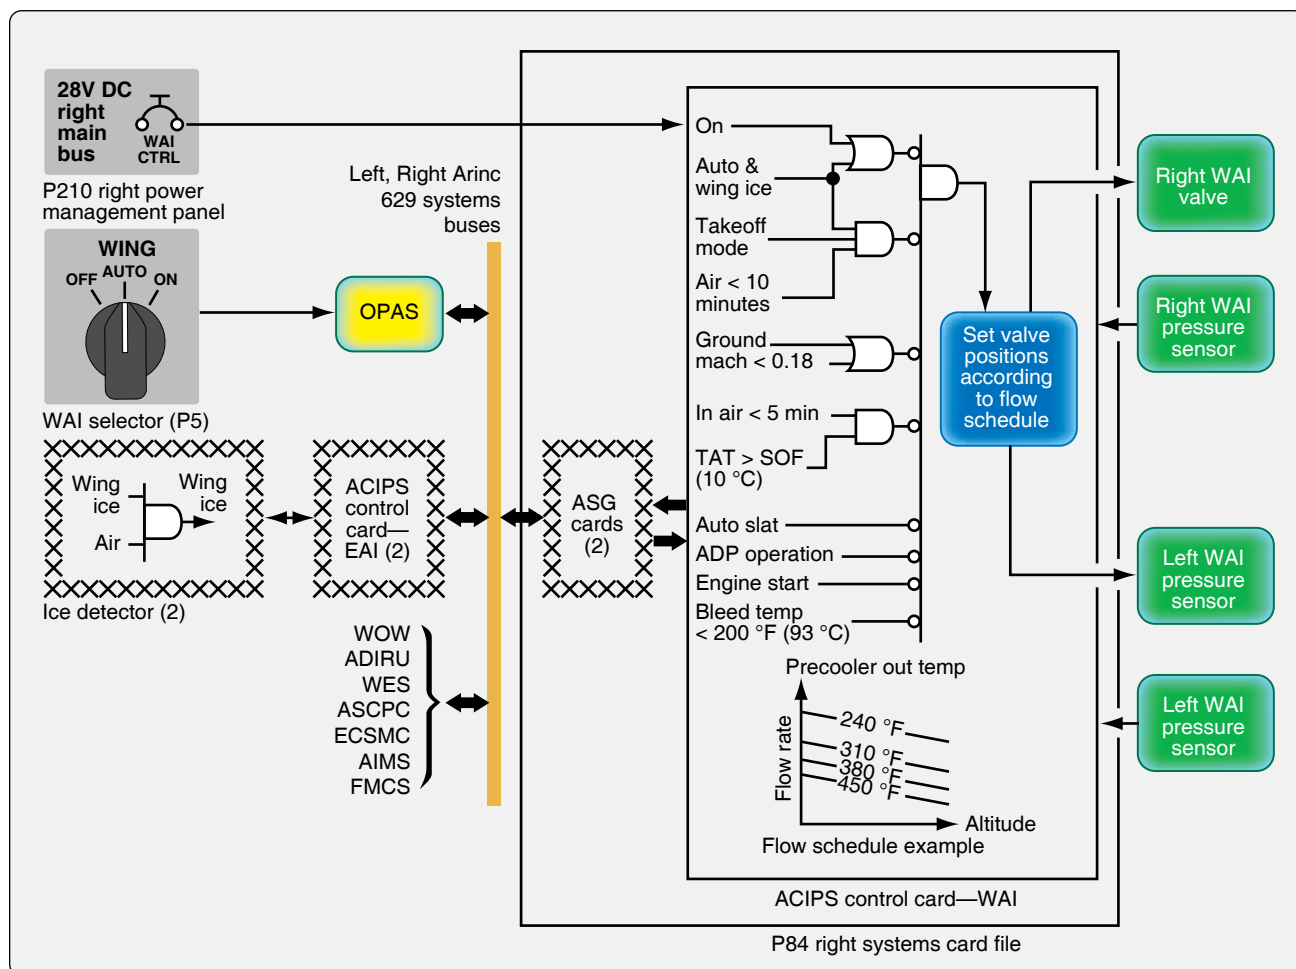 28V DC
right
main
bus
WAI
CTRL
P210 right power
management panel
WING
OFF
AUTO
ON
WAI selector (P5)
Wing
ice
Air
Wing
ice
Ice detector (2)
Left, Right Arinc
629 systems
buses
OPAS
ACIPS
control
card—
EAI (2)
WOW
ADIRU
WES
ASCPC
ECSMC
AIMS
FMCS
ASG
cards
(2)
On
Auto &
wing ice
Takeoff
mode
Air < 10
minutes
Ground
mach < 0.18
In air < 5 min
TAT > SOF
(10 °C)
Auto slat
ADP operation
Engine start
Bleed temp
< 200 °F (93 °C)
Set valve
positions
according
to flow
schedule
Precooler out temp
Flow rate
240 °F
310 °F
380 °F
450 °F
Altitude
Flow schedule example
ACIPS control card—WAI
P84 right systems card file
Right WAI
valve
Right WAI
pressure
sensor
Left WAI
pressure
sensor
Left WAI
pressure
sensor